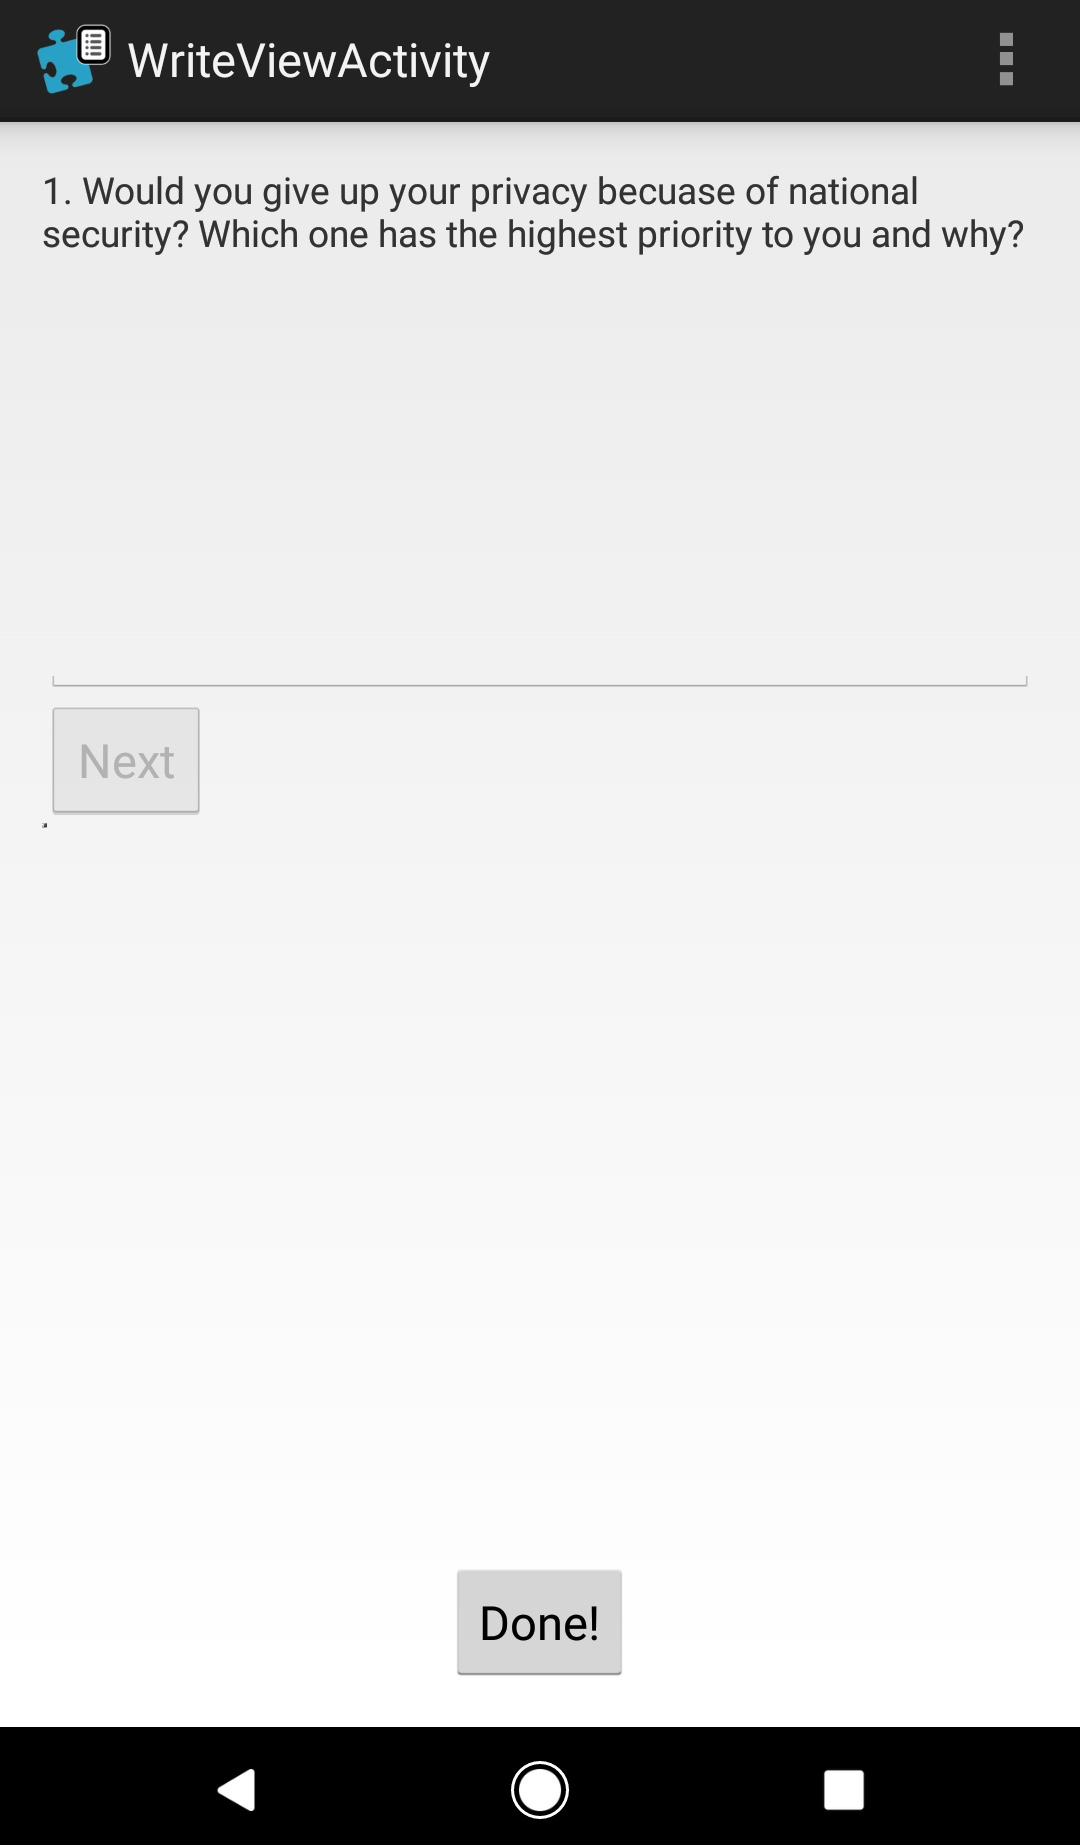 WriteViewActivity
1. Would you give up your privacy becuase of national
security? Which one has the highest priority to you and why?
Next
Done!